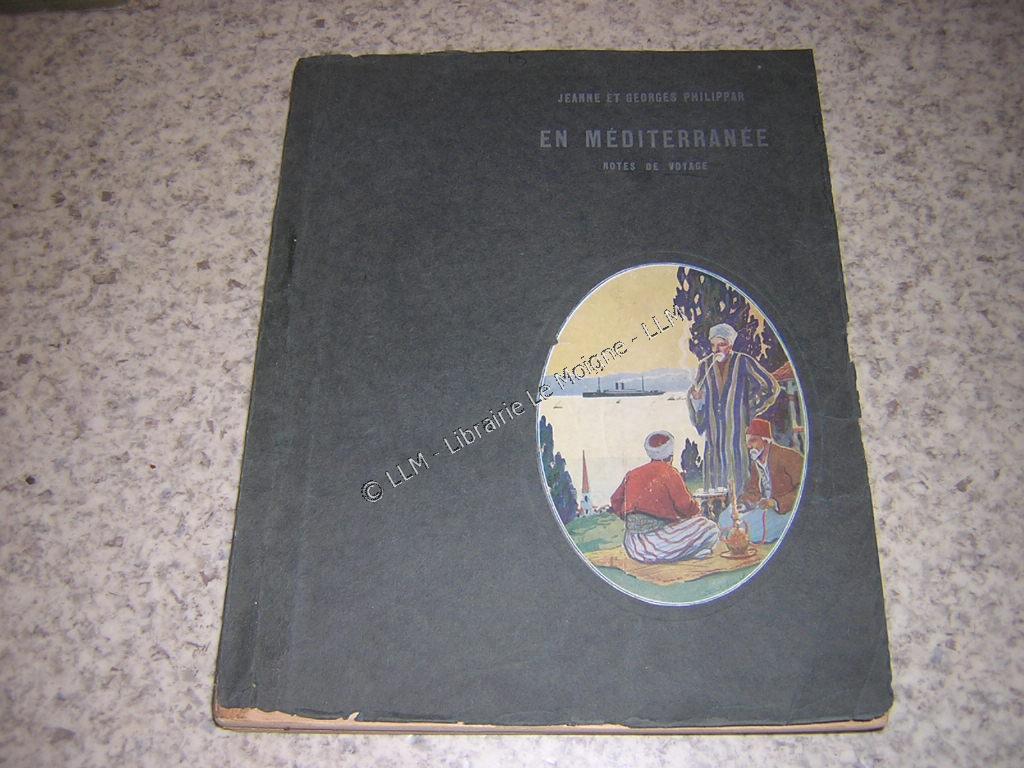 JEANNE ET GEORGES PHILIPPAR
EN MÉDITERRANÉE
NOTES DE VOYAGE
© LLM - Librairie Le Moigne - LLM